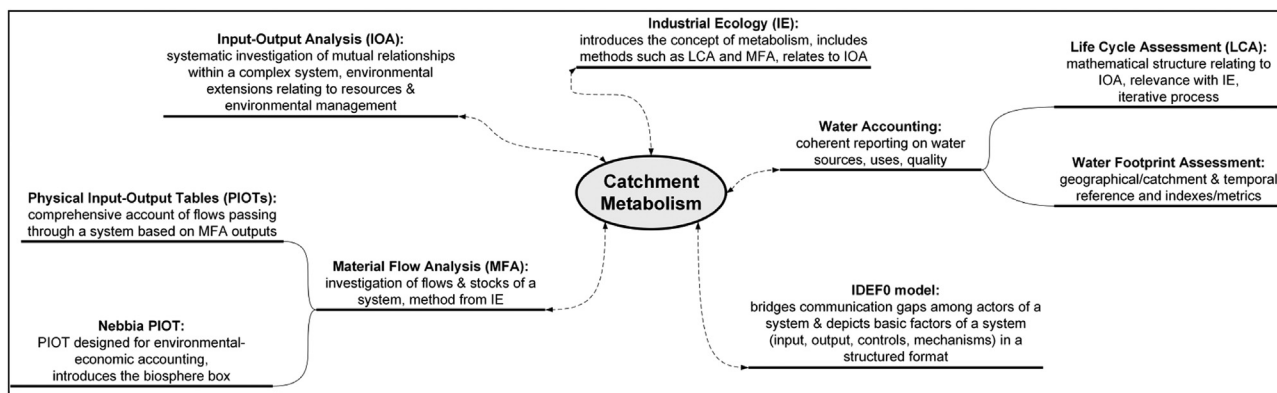 Industrial Ecology (IE):
introduces the concept of metabolism, includes
methods such as LCA and MFA, relates to IOA
Input-Output Analysis (IOA):
systematic investigation of mutual relationships
within a complex system, environmental
extensions relating to resources &
environmental management
Life Cycle Assessment (LCA):
mathematical structure relating to
IOA, relevance with IE,
iterative process
Water Accounting:
coherent reporting on water
sources, uses, quality
Water Footprint Assessment:
geographical/catchment & temporal
reference and indexes/metrics
Catchment
Metabolism
Physical Input-Output Tables (PIOTs):
comprehensive account of flows passing
through a system based on MFA outputs
Material Flow Analysis (MFA):
investigation of flows & stocks of a
system, method from IE
Nebbia PIOT:
PIOT designed for environmental-
economic accounting,
introduces the biosphere box
IDEF0 model:
bridges communication gaps among actors of
a system & depicts basic factors of a system
(input, output, controls, mechanisms) in a
structured format